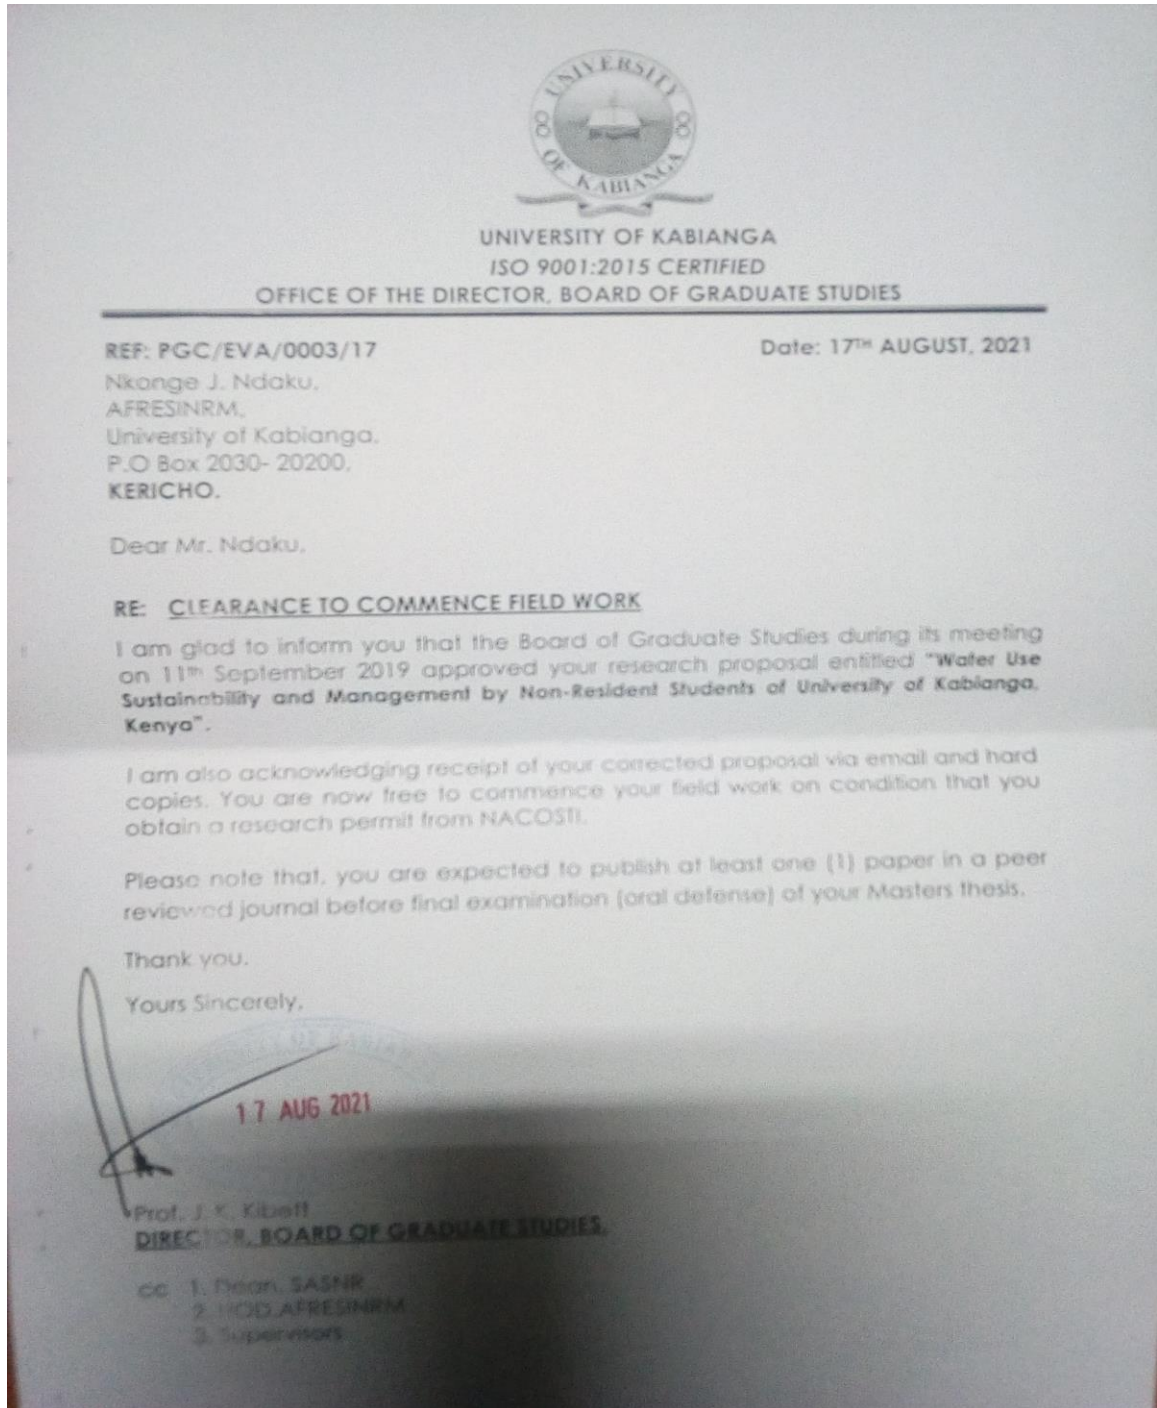 UNIVERSITY OF KABIANGA
UNIVERSITY OF KABIANGA
ISO 9001:2015 CERTIFIED
OFFICE OF THE DIRECTOR, BOARD OF GRADUATE STUDIES
REF: PGC/EVA/0003/17
Date: 17TH AUGUST, 2021
Nkonge J. Ndaku,
AFRESINRM,
University of Kabianga,
P.O Box 2030- 20200,
KERICHO.
Dear Mr. Ndaku,
RE: CLEARANCE TO COMMENCE FIELD WORK
I am glad to inform you that the Board of Graduate Studies during its meeting
on 11th September 2019 approved your research proposal entitled "Water Use
Sustainability and Management by Non-Resident Students of University of Kabianga,
Kenya".
I am also acknowledging receipt of your corrected proposal via email and hard
copies. You are now free to commence your field work on condition that you
obtain a research permit from NACOSTI.
Please note that, you are expected to publish at least one (1) paper in a peer
reviewed journal before final examination (oral defense) of your Masters thesis.
Thank you.
Yours Sincerely,
17 AUG 2021
Prof. J. K. Kibett
DIRECTOR, BOARD OF GRADUATE STUDIES.
cc 1. Dean, SASNR
2. HOD,AFRESINRM
3. Supervisors